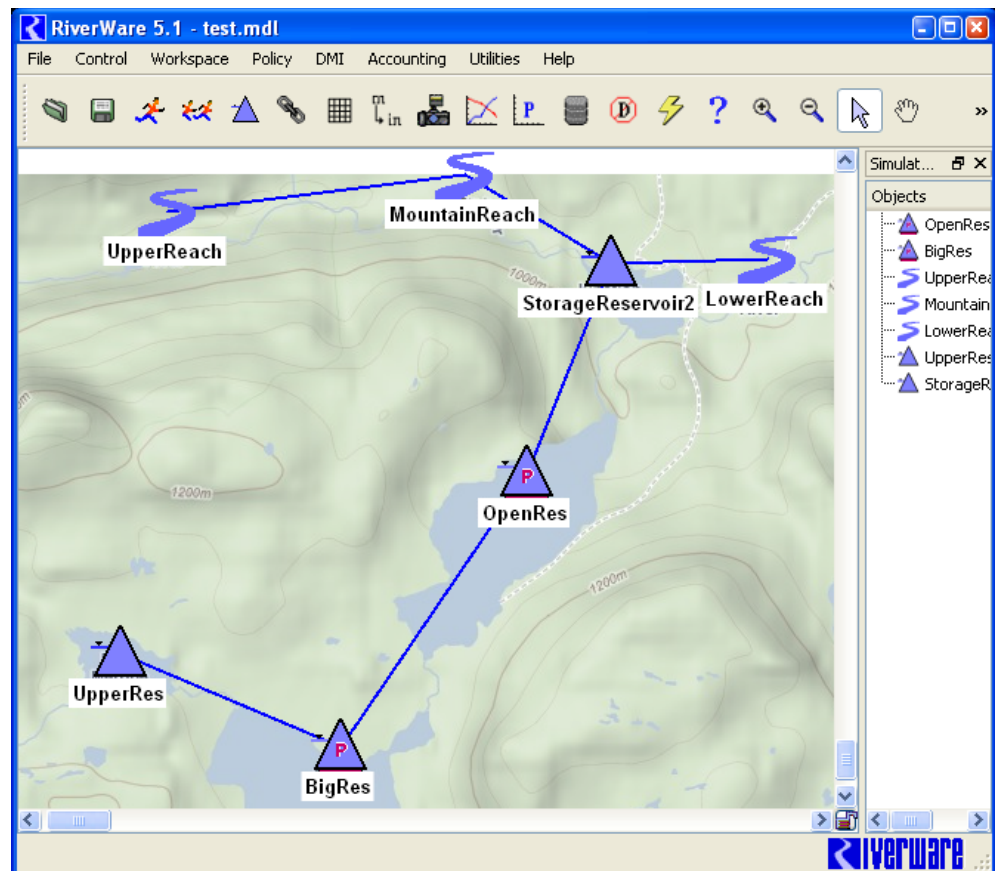 RiverWare 5.1 - test.mdl
File Control Workspace Policy DMI Accounting Utilities Help
m in P D ? »
Simulat...
Objects
OpenRes
BigRes
UpperRea
Mountain
LowerRea
UpperRes
StorageR
UpperReach
MountainReach
StorageReservoir2
LowerReach
1000m
1200m
P
OpenRes
1200m
UpperRes
P
BigRes
RIVERWARE